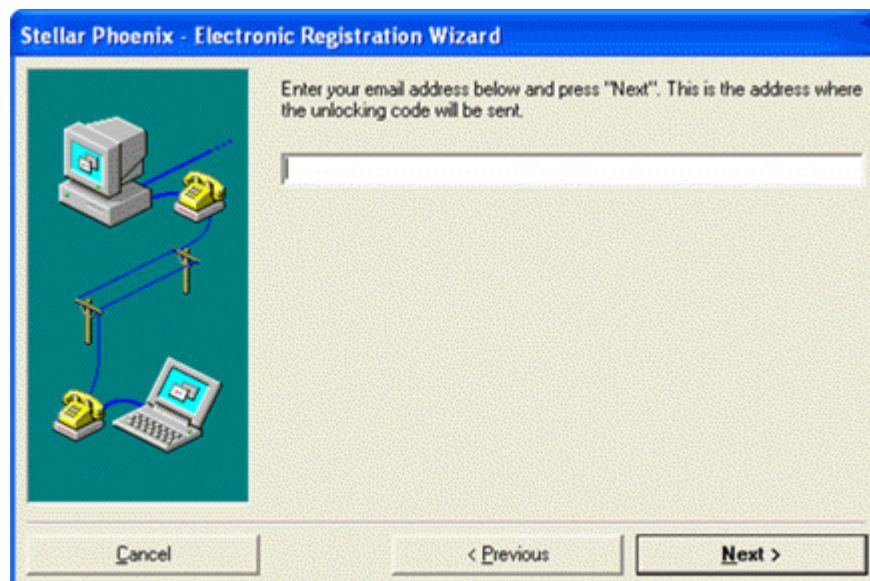 Stellar Phoenix - Electronic Registration Wizard
Enter your email address below and press "Next". This is the address where
the unlocking code will be sent.
Cancel
< Previous
Next >